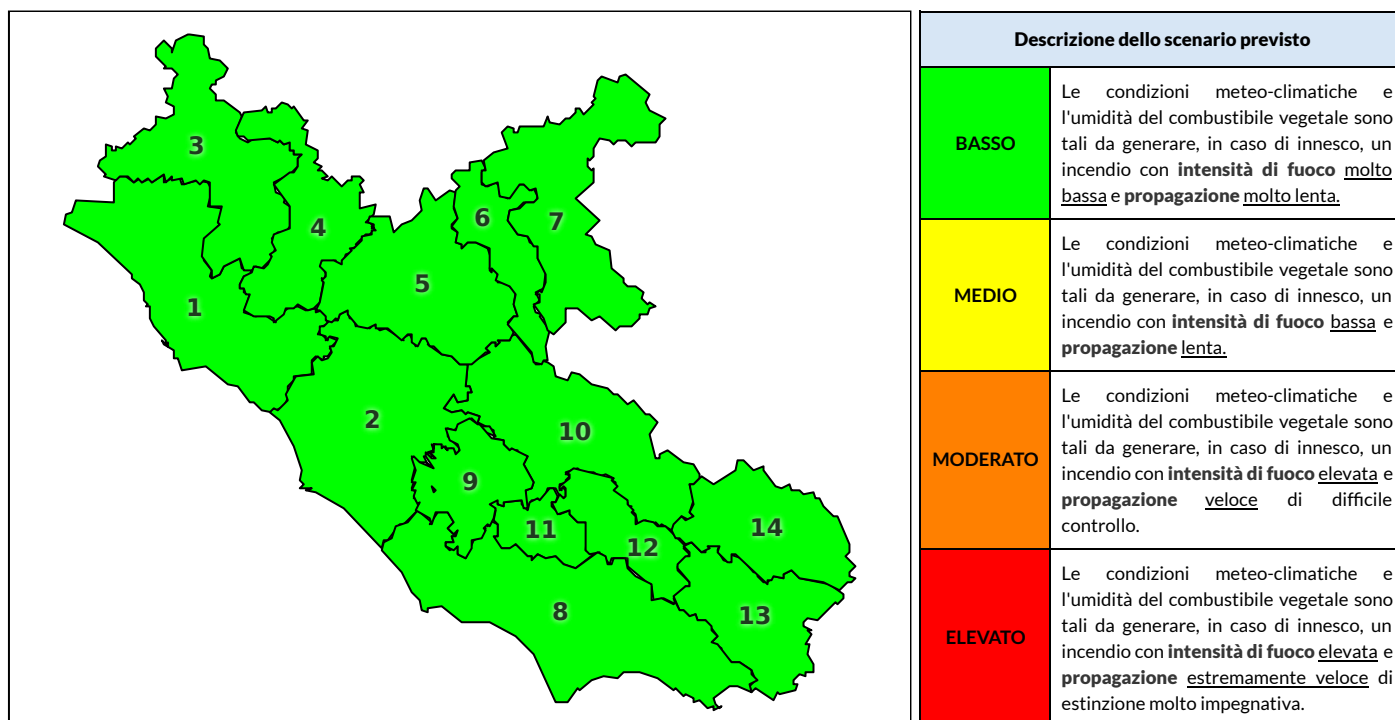 3
4
6
7
5
1
2
10
9
11
12
14
8
13
Descrizione dello scenario previsto
BASSO
Le condizioni meteo-climatiche e
l'umidità del combustibile vegetale sono
tali da generare, in caso di innesco, un
incendio con intensità di fuoco molto
bassa e propagazione molto lenta.
MEDIO
Le condizioni meteo-climatiche e
l'umidità del combustibile vegetale sono
tali da generare, in caso di innesco, un
incendio con intensità di fuoco bassa e
propagazione lenta.
MODERATO
Le condizioni meteo-climatiche e
l'umidità del combustibile vegetale sono
tali da generare, in caso di innesco, un
incendio con intensità di fuoco elevata e
propagazione veloce di difficile
controllo.
ELEVATO
Le condizioni meteo-climatiche e
l'umidità del combustibile vegetale sono
tali da generare, in caso di innesco, un
incendio con intensità di fuoco elevata e
propagazione estremamente veloce di
estinzione molto impegnativa.